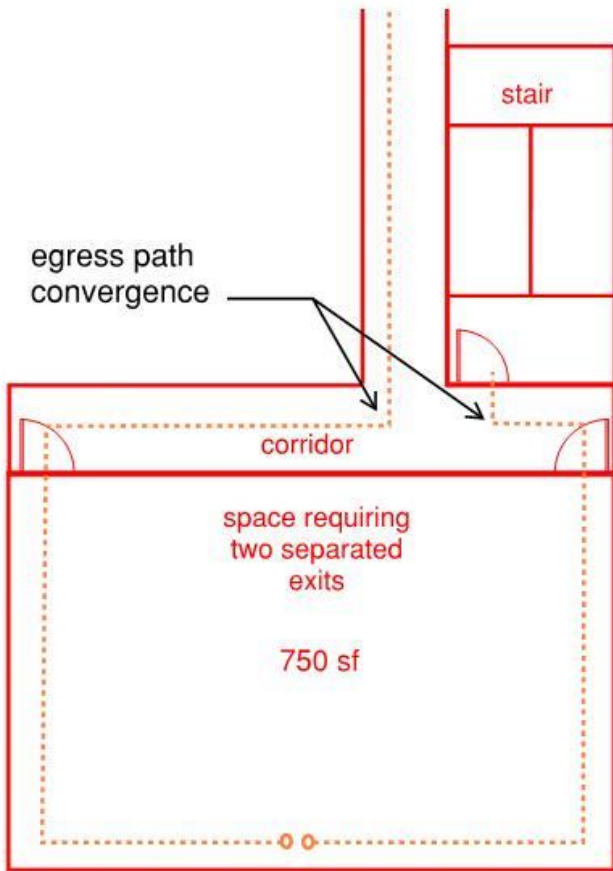 stair
egress path
convergence
corridor
space requiring
two separated
exits
750 sf